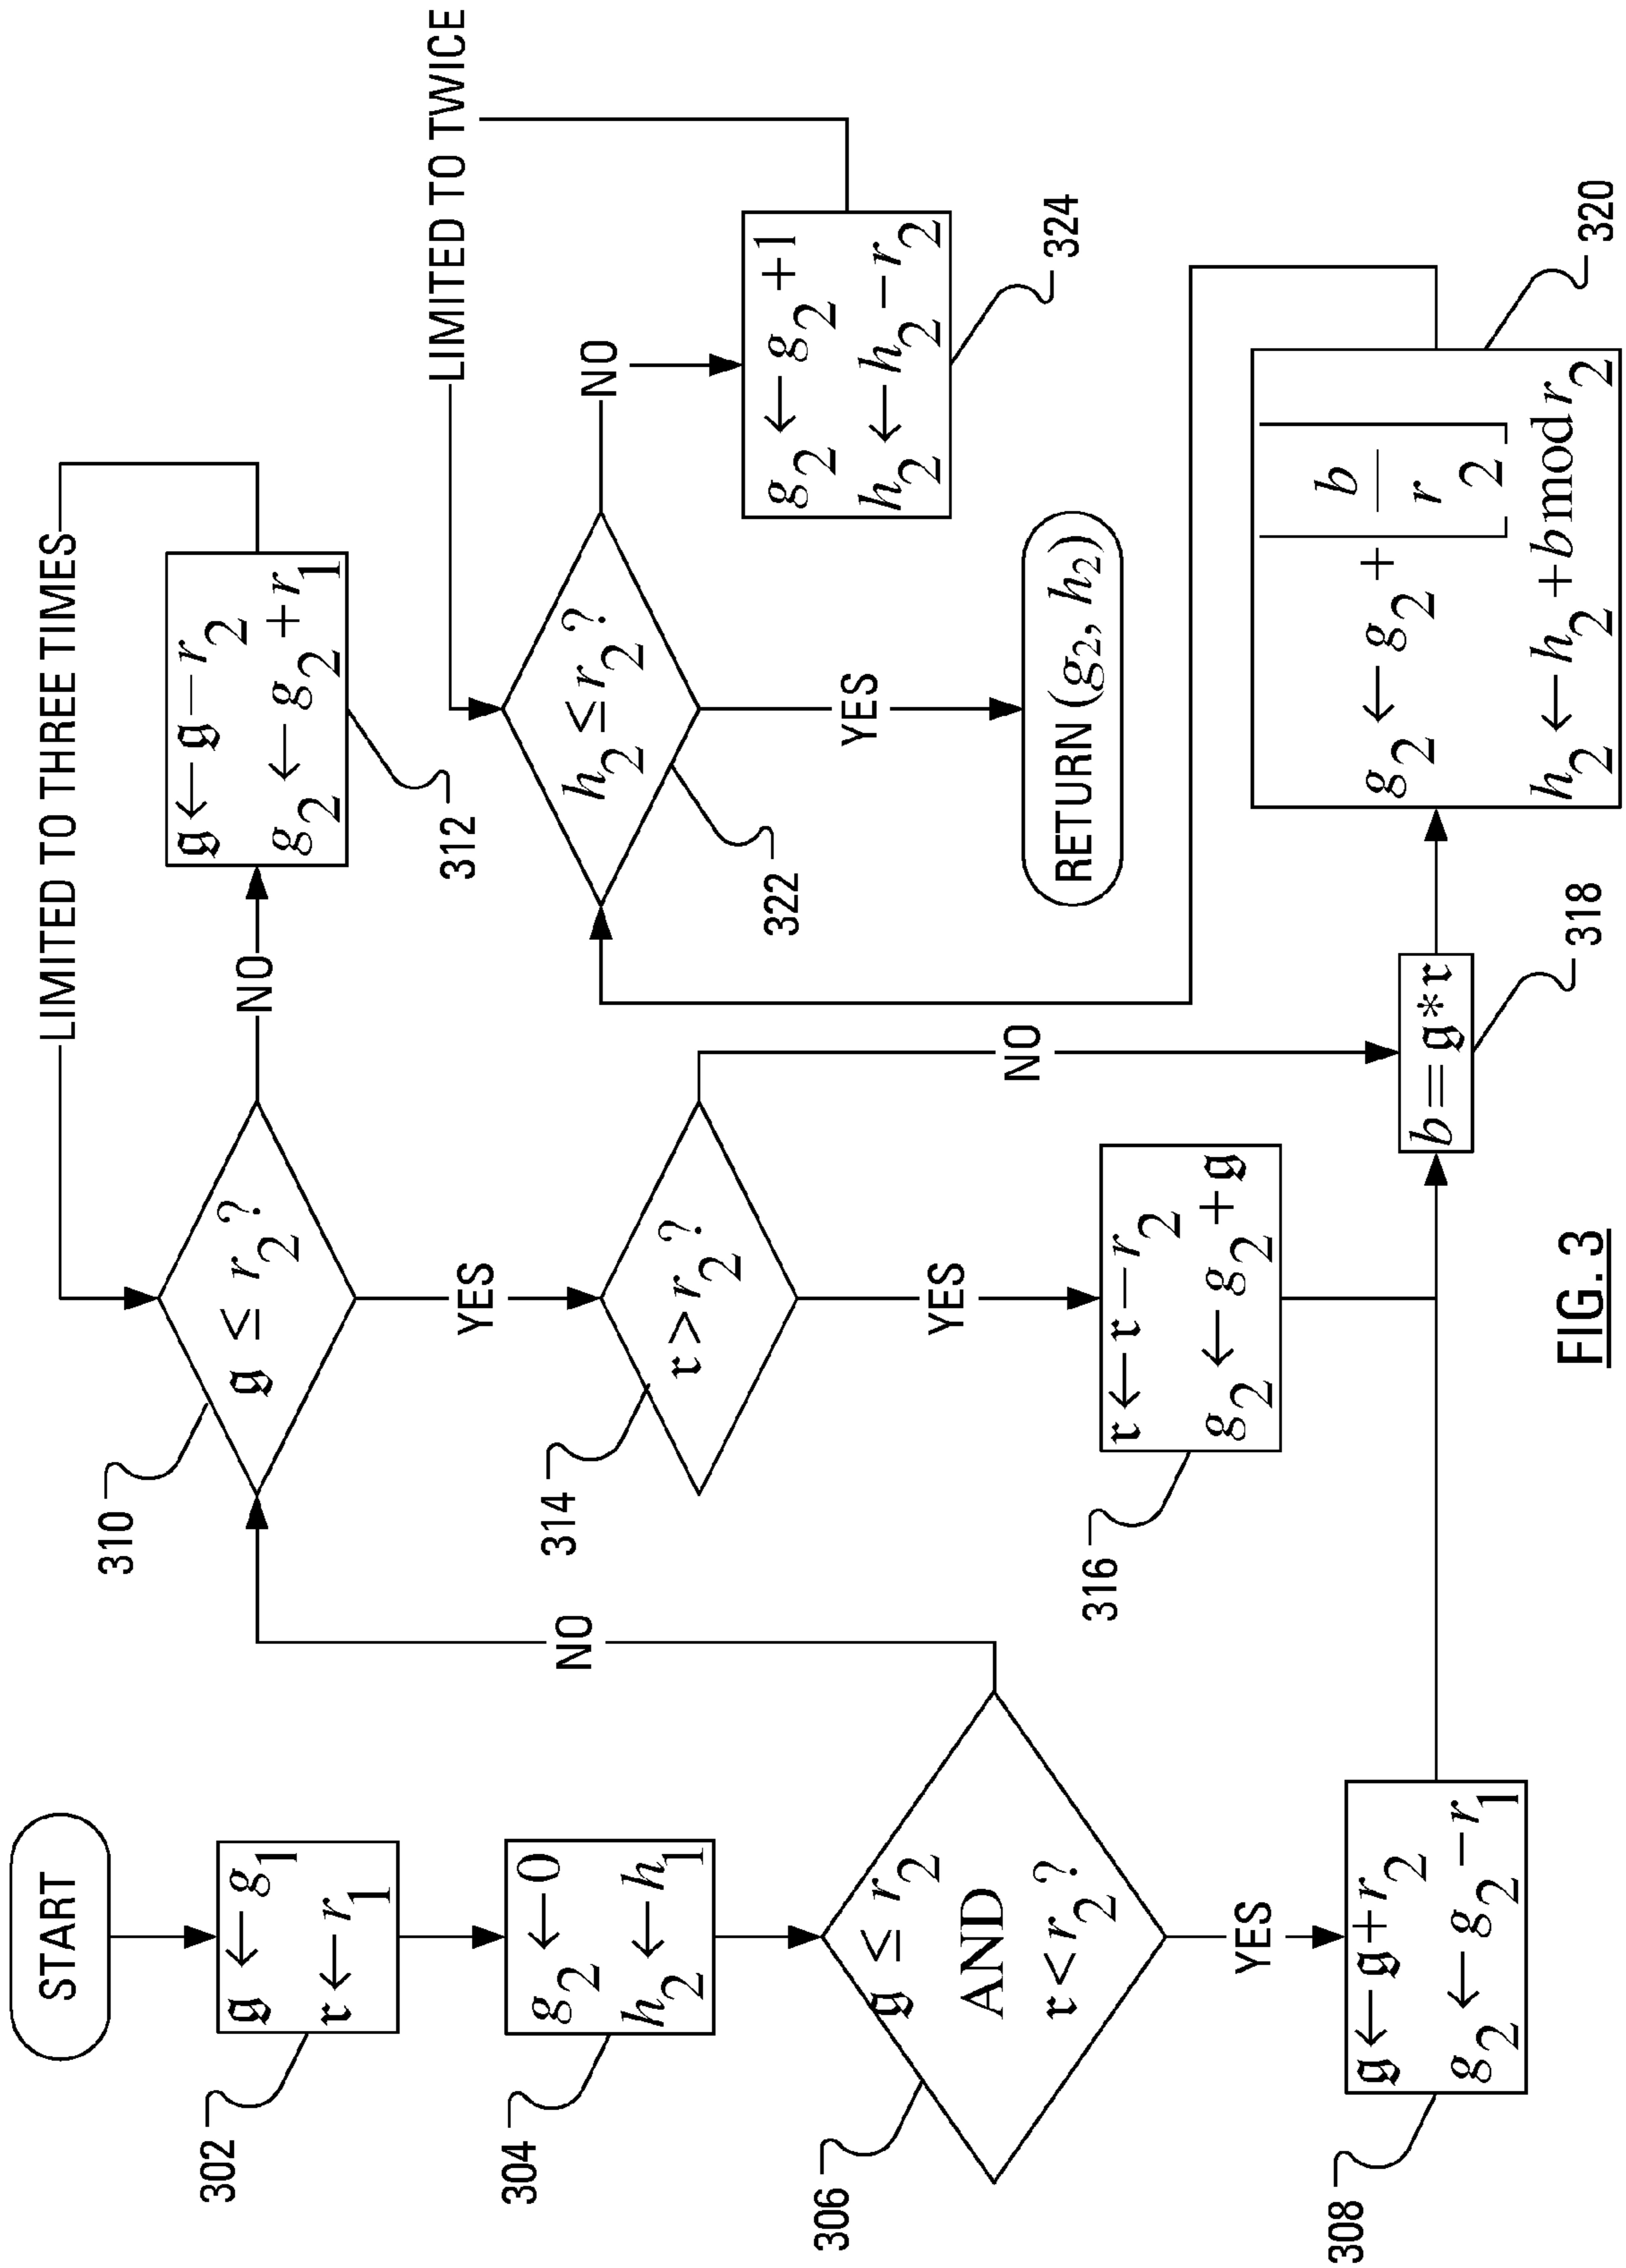 START
𝔤 ← g₁
𝔯 ← r₁
302
g₂ ← 0
h₂ ← h₁
304
𝔤 ≤ r₂
AND
𝔯 < r₂?
306
YES
NO
𝔤 ← 𝔤 + r₂
g₂ ← g₂ − r₁
308
𝔤 ≤ r₂?
310
NO
YES
LIMITED TO THREE TIMES
𝔤 ← 𝔤 − r₂
g₂ ← g₂ + r₁
312
𝔯 > r₂?
314
YES
NO
𝔯 ← 𝔯 − r₂
g₂ ← g₂ + 𝔤
316
b = 𝔤 * 𝔯
318
g₂ ← g₂ + ⌊b/r₂⌋
h₂ ← h₂ + b mod r₂
320
h₂ ≤ r₂?
322
NO
YES
LIMITED TO TWICE
g₂ ← g₂ + 1
h₂ ← h₂ − r₂
324
RETURN (g₂, h₂)
FIG. 3